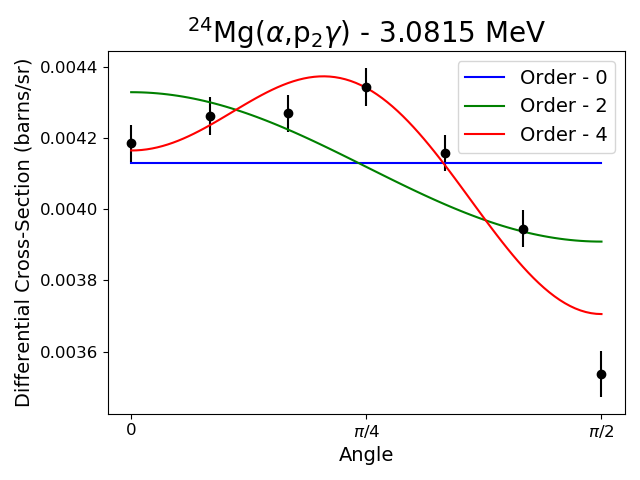 ²⁴Mg(α,p₂γ) - 3.0815 MeV
Differential Cross-Section (barns/sr)
0.0044
0.0042
0.0040
0.0038
0.0036
Order - 0
Order - 2
Order - 4
0
π/4
π/2
Angle